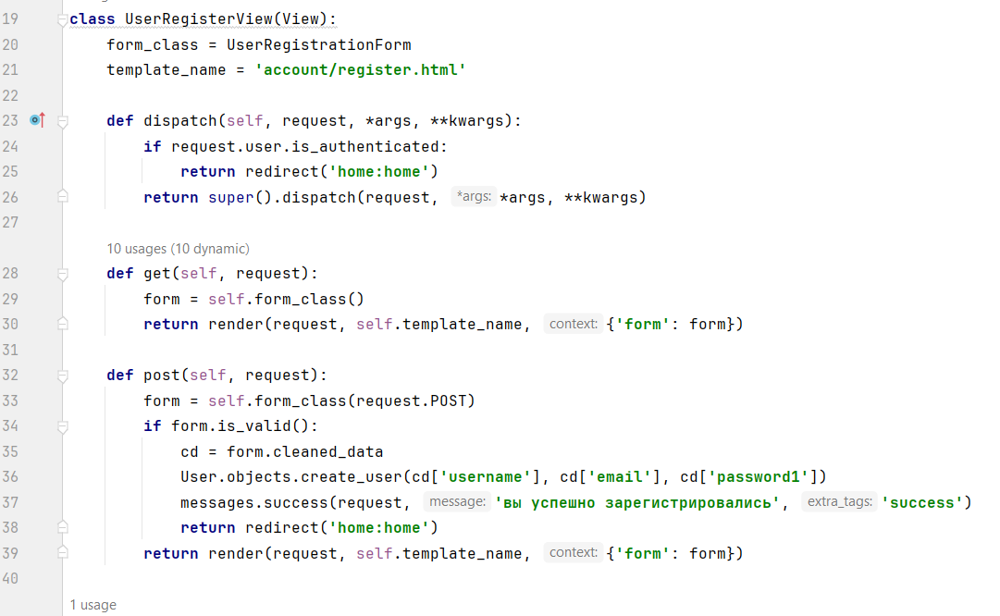 19 class UserRegisterView(View):
20 form_class = UserRegistrationForm
21 template_name = 'account/register.html'
22
23 def dispatch(self, request, *args, **kwargs):
24 if request.user.is_authenticated:
25 return redirect('home:home')
26 return super().dispatch(request, *args: *args, **kwargs)
27
10 usages (10 dynamic)
28 def get(self, request):
29 form = self.form_class()
30 return render(request, self.template_name, context: {'form': form})
31
32 def post(self, request):
33 form = self.form_class(request.POST)
34 if form.is_valid():
35 cd = form.cleaned_data
36 User.objects.create_user(cd['username'], cd['email'], cd['password1'])
37 messages.success(request, message: 'вы успешно зарегистрировались', extra_tags: 'success')
38 return redirect('home:home')
39 return render(request, self.template_name, context: {'form': form})
40
1 usage